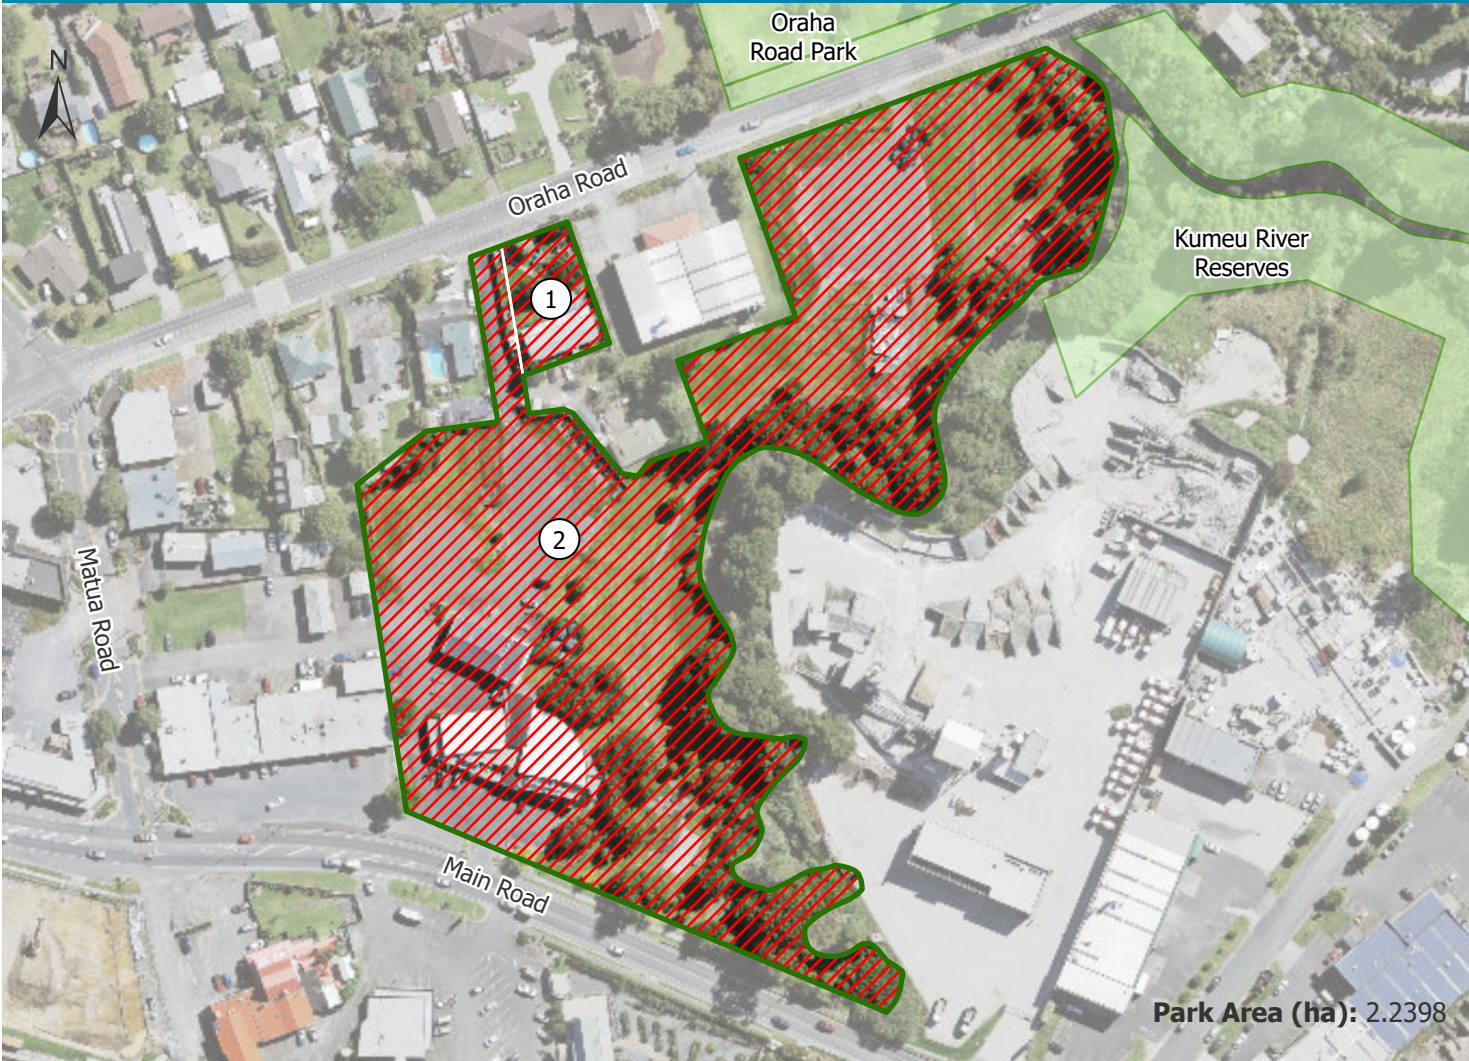 Oraha
Road Park
N
Oraha Road
Kumeu River
Reserves
1
2
Matua Road
Main Road
Park Area (ha): 2.2398